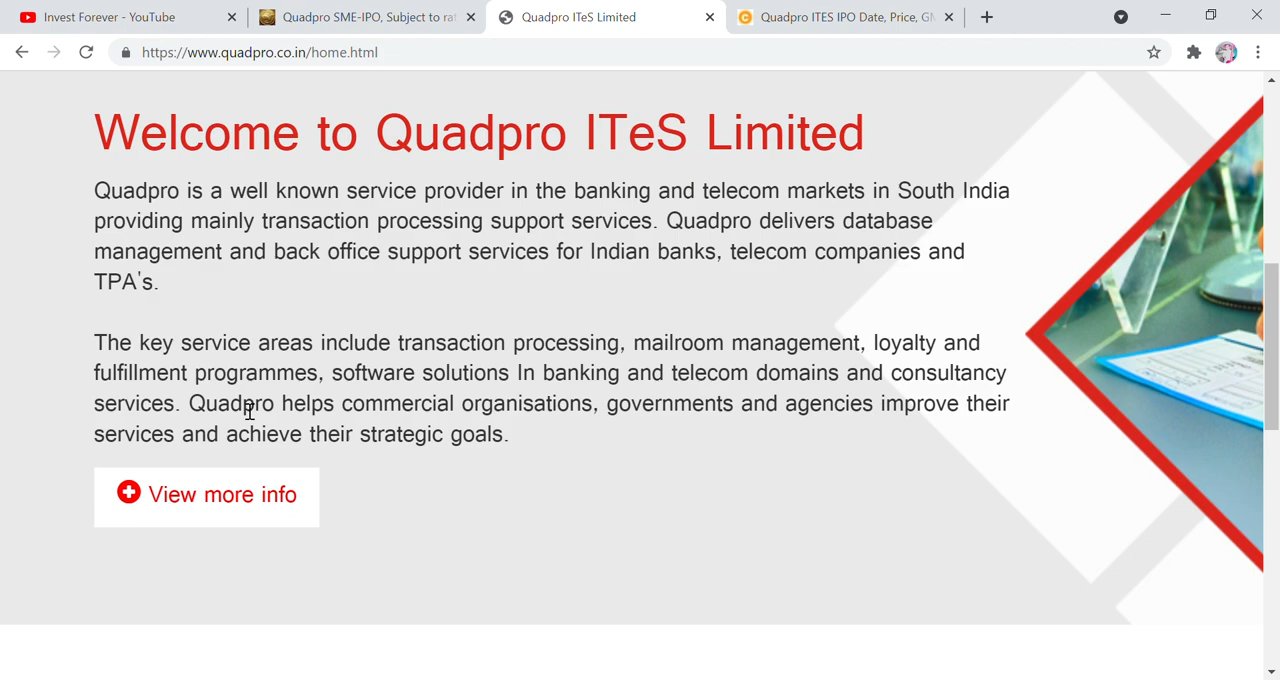 Invest Forever - YouTube
Quadpro SME-IPO, Subject to rat
Quadpro ITeS Limited
Quadpro ITES IPO Date, Price, GM
https://www.quadpro.co.in/home.html
Welcome to Quadpro ITeS Limited
Quadpro is a well known service provider in the banking and telecom markets in South India
providing mainly transaction processing support services. Quadpro delivers database
management and back office support services for Indian banks, telecom companies and
TPA's.
The key service areas include transaction processing, mailroom management, loyalty and
fulfillment programmes, software solutions In banking and telecom domains and consultancy
services. Quadpro helps commercial organisations, governments and agencies improve their
services and achieve their strategic goals.
View more info